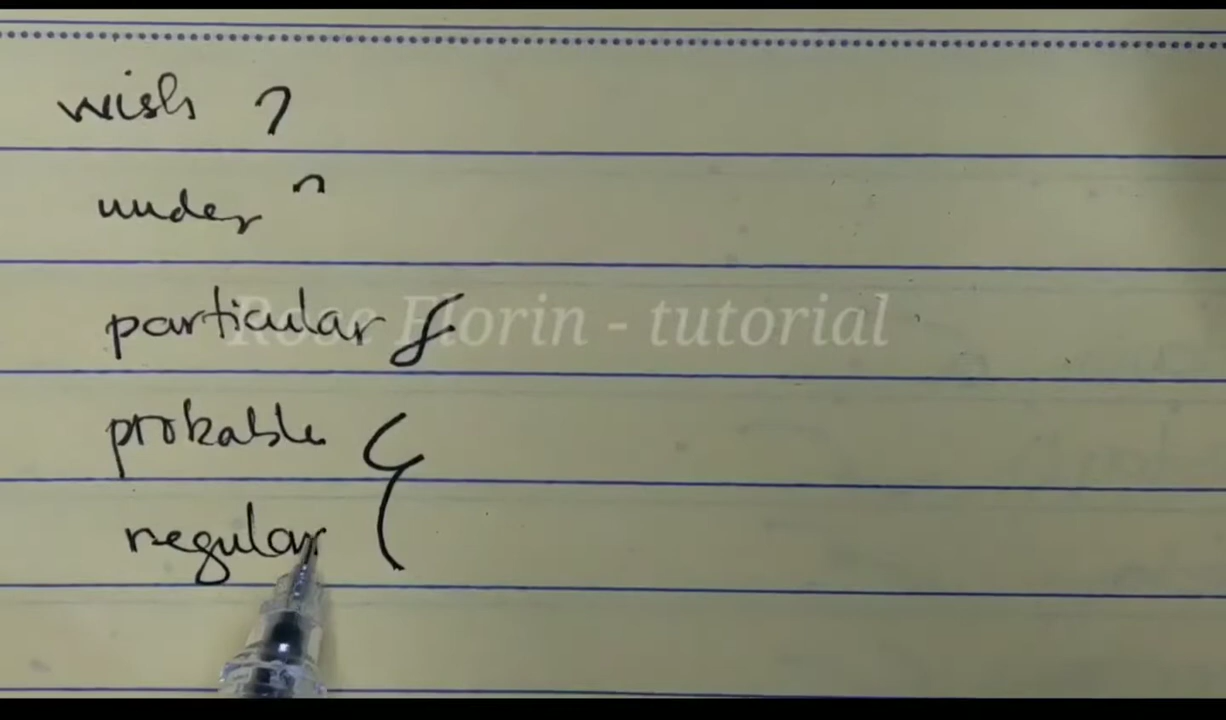 wish
under
particular
Rose Florin - tutorial
probable
regular